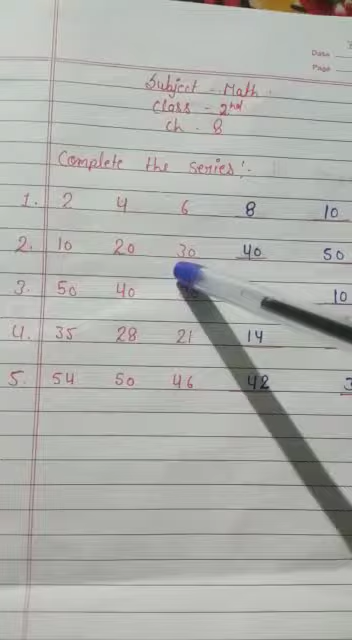 Date
Page
Subject - Math
Class - 2nd
Ch - 8
Complete the series:-
1. 2 4 6 8 10
2. 10 20 30 40 50
3. 50 40 10
4. 35 28 21 14
5. 54 50 46 42 3